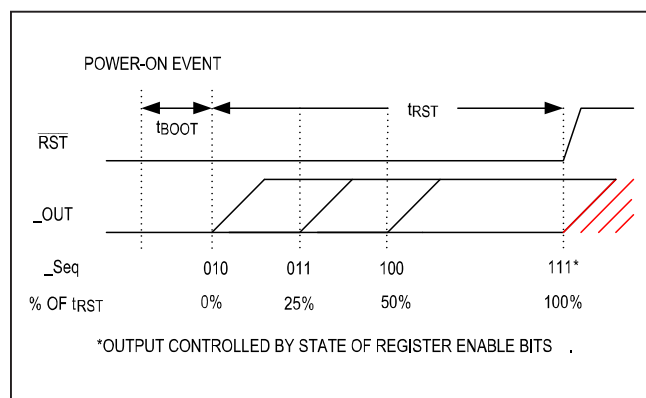 POWER-ON EVENT
tBOOT
tRST
RST
_OUT
_Seq 010 011 100 111*
% OF tRST 0% 25% 50% 100%
*OUTPUT CONTROLLED BY STATE OF REGISTER ENABLE BITS .